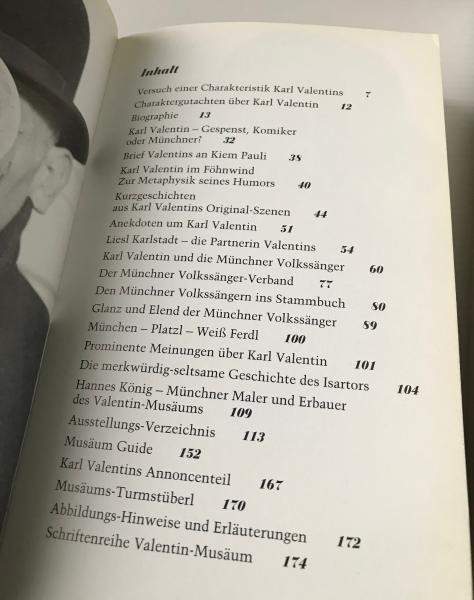 Inhalt
Versuch einer Charakteristik Karl Valentins 7
Charaktergutachten über Karl Valentin 12
Biographie 13
Karl Valentin – Gespenst, Komiker
oder Münchner? 32
Brief Valentins an Kiem Pauli 38
Karl Valentin im Föhnwind
Zur Metaphysik seines Humors 40
Kurzgeschichten
aus Karl Valentins Original-Szenen 44
Anekdoten um Karl Valentin 51
Liesl Karlstadt – die Partnerin Valentins 54
Karl Valentin und die Münchner Volkssänger 60
Der Münchner Volkssänger-Verband 77
Den Münchner Volkssängern ins Stammbuch 80
Glanz und Elend der Münchner Volkssänger 89
München – Platzl – Weiß Ferdl 100
Prominente Meinungen über Karl Valentin 101
Die merkwürdig-seltsame Geschichte des Isartors 104
Hannes König – Münchner Maler und Erbauer
des Valentin-Musäums 109
Ausstellungs-Verzeichnis 113
Musäum Guide 152
Karl Valentins Annoncenteil 167
Musäums-Turmstüberl 170
Abbildungs-Hinweise und Erläuterungen 172
Schriftenreihe Valentin-Musäum 174